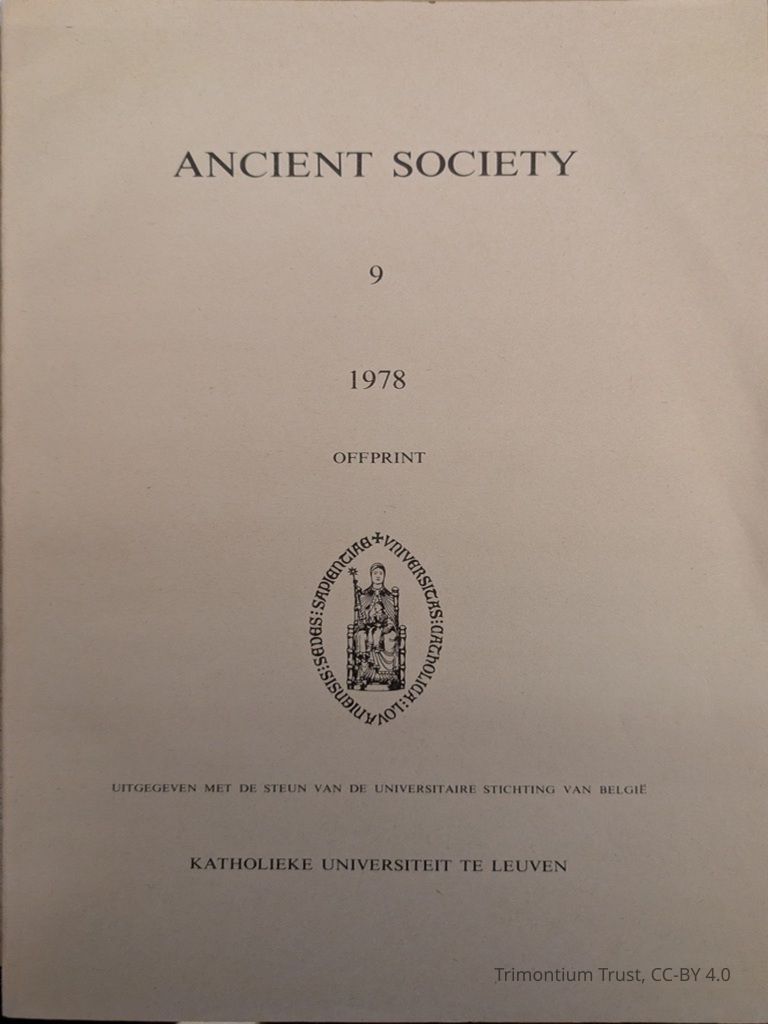 ANCIENT SOCIETY
9
1978
OFFPRINT
SEDES:SAPIENTIAE+VNIVERSITAS:CATHOLICA:LOVANIENSIS:
UITGEGEVEN MET DE STEUN VAN DE UNIVERSITAIRE STICHTING VAN BELGIË
KATHOLIEKE UNIVERSITEIT TE LEUVEN
Trimontium Trust, CC-BY 4.0